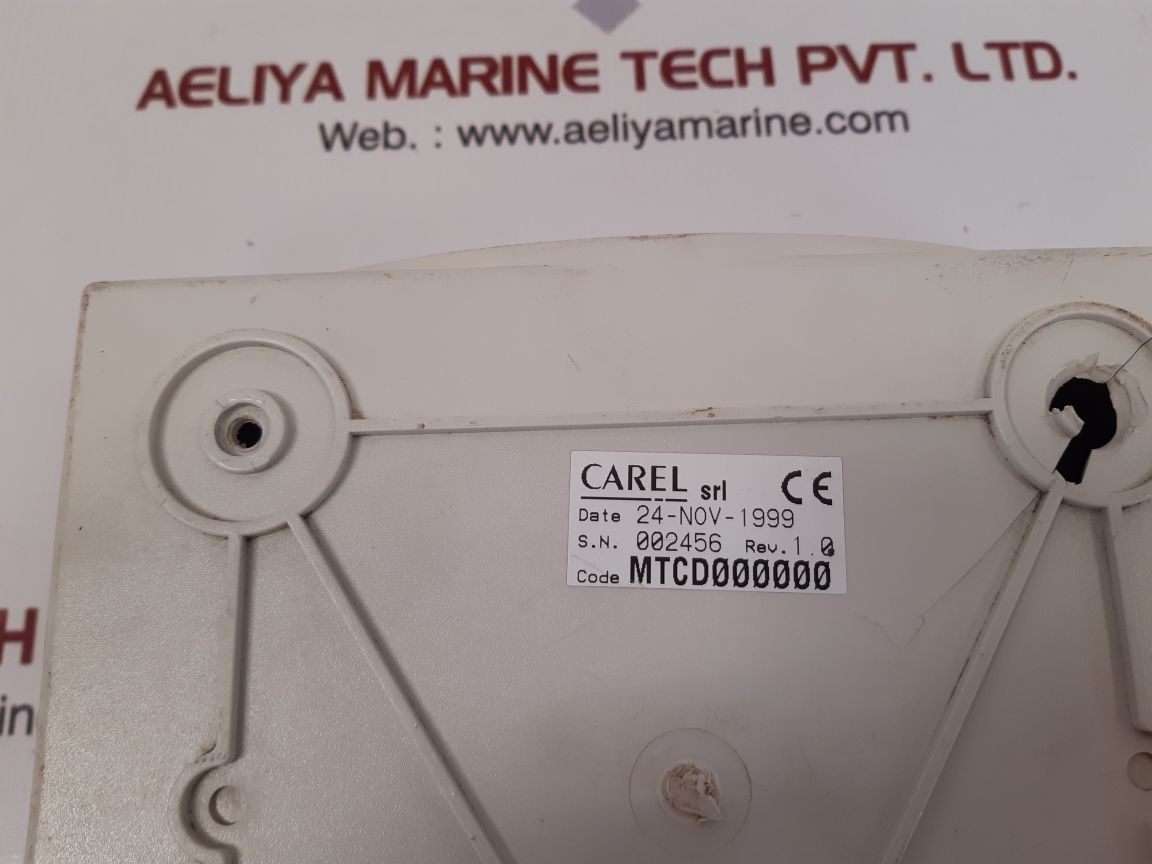 AELIYA MARINE TECH PVT. LTD.
Web. : www.aeliyamarine.com
CAREL srl CE
Date 24-NOV-1999
S.N. 002456 Rev.1.0
Code MTCD000000
H
in